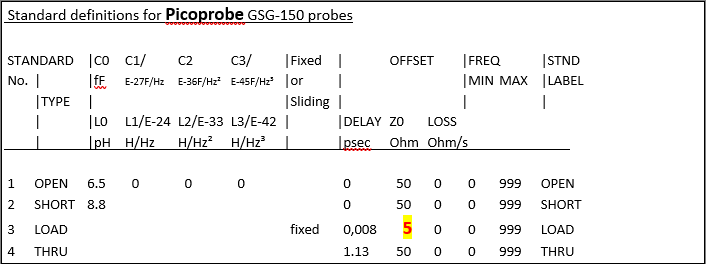 Standard definitions for Picoprobe GSG-150 probes
STANDARD |C0 C1/ C2 C3/ |Fixed | OFFSET |FREQ |STND
No. | |fF E-27F/Hz E-36F/Hz² E-45F/Hz³ |or | |MIN MAX |LABEL
|TYPE | |Sliding | | |
| |L0 L1/E-24 L2/E-33 L3/E-42 | |DELAY Z0 LOSS
| |pH H/Hz H/Hz² H/Hz³ | |psec Ohm Ohm/s
1 OPEN 6.5 0 0 0 0 50 0 0 999 OPEN
2 SHORT 8.8 0 50 0 0 999 SHORT
3 LOAD fixed 0,008 5 0 0 999 LOAD
4 THRU 1.13 50 0 0 999 THRU